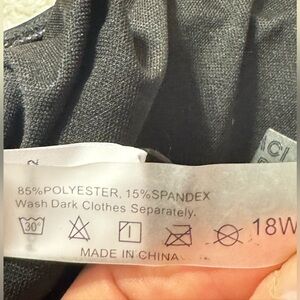 85%POLYESTER, 15%SPANDEX
Wash Dark Clothes Separately.
30°
18W
MADE IN CHINA